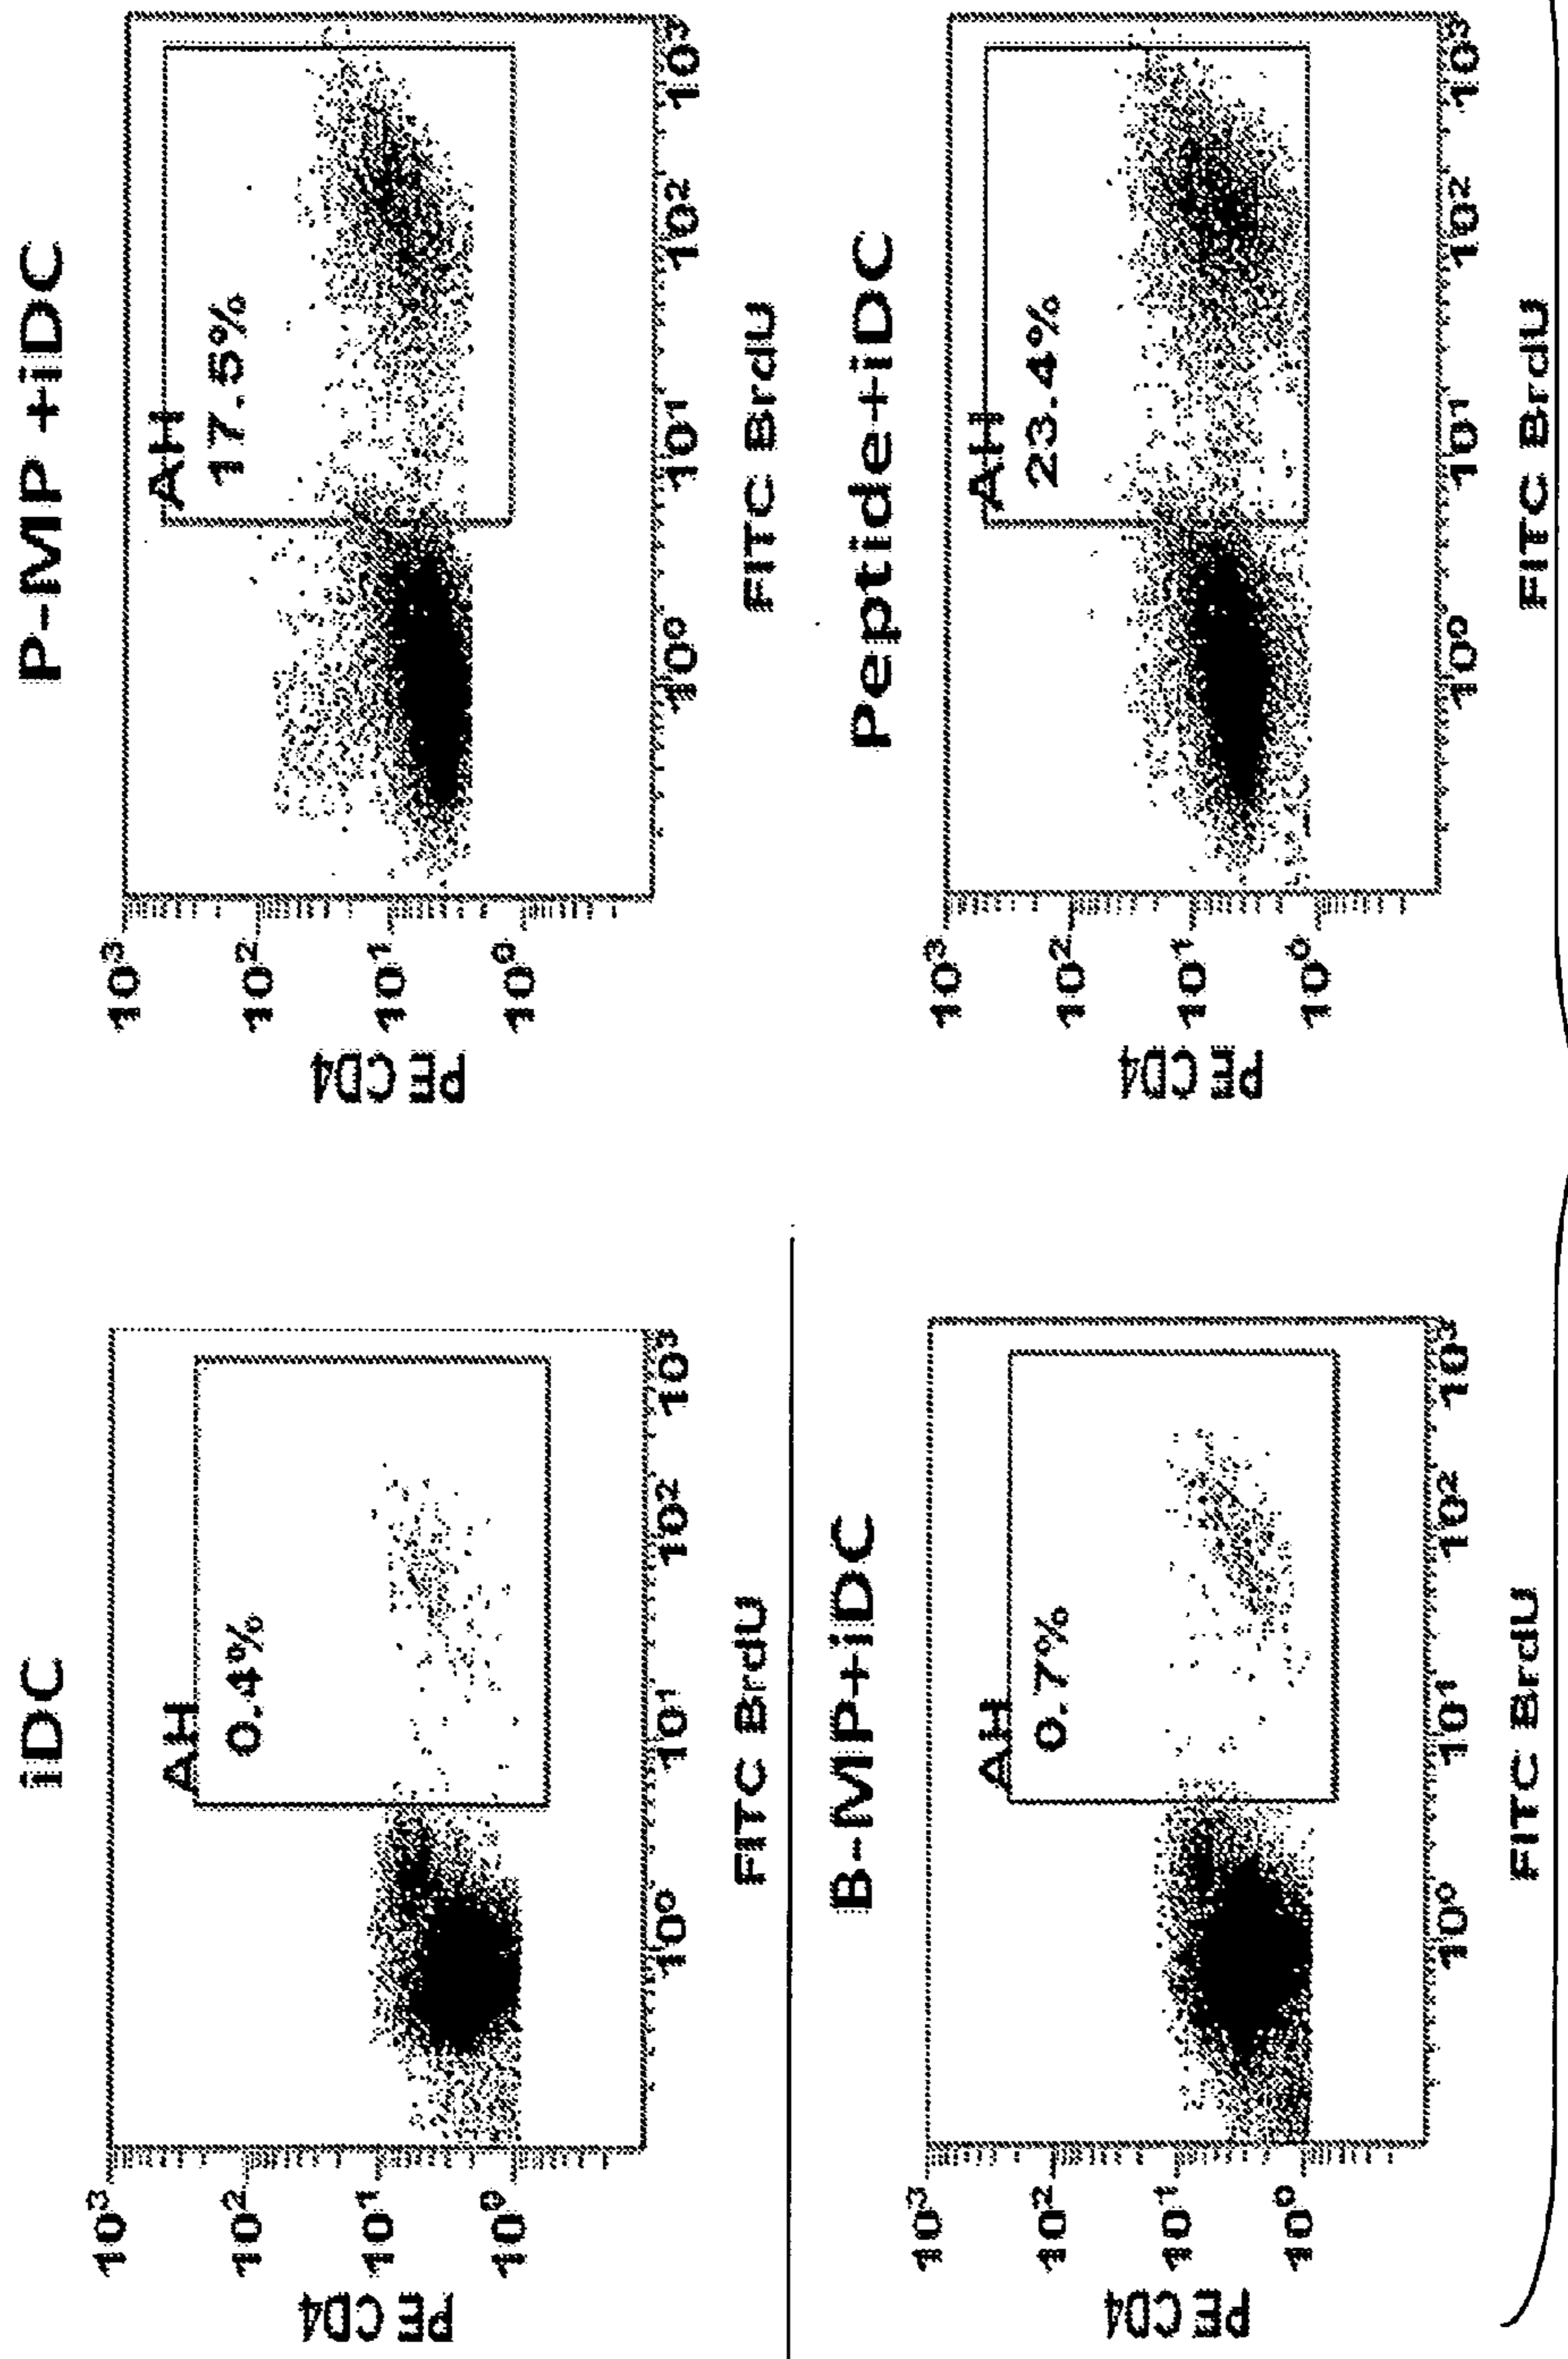 iDC
10³
10²
10¹
10⁰
PE CD4
AH
0.4%
10⁰
10¹
10²
10³
FITC BrdU
P-MP +iDC
10³
10²
10¹
10⁰
PE CD4
AH
17.5%
10⁰
10¹
10²
10³
FITC BrdU
B-MP+iDC
10³
10²
10¹
10⁰
PE CD4
AH
0.7%
10⁰
10¹
10²
10³
FITC BrdU
Peptide+iDC
10³
10²
10¹
10⁰
PE CD4
AH
23.4%
10⁰
10¹
10²
10³
FITC BrdU